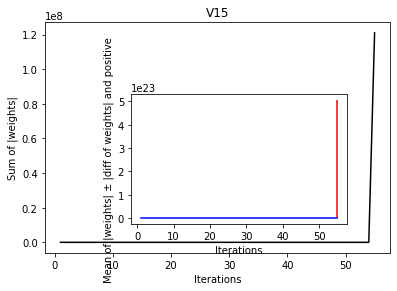 V15
1e8
1.2
1.0
0.8
0.6
0.4
0.2
0.0
Sum of |weights|
0 10 20 30 40 50
Iterations
1e23
5
4
3
2
1
0
Mean of |weights| ± |diff of weights| and positive
0 10 20 30 40 50
Iterations